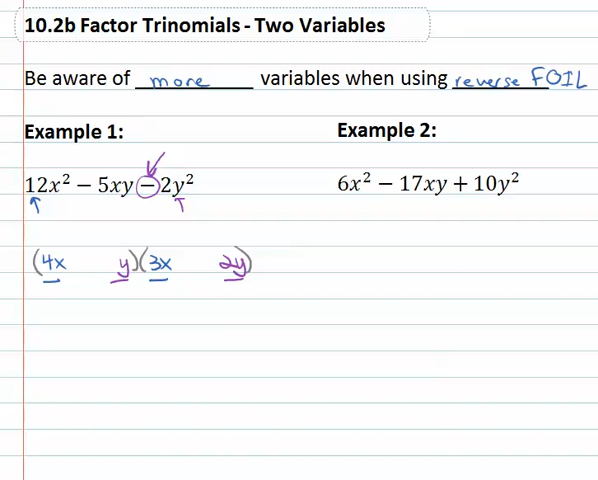 10.2b Factor Trinomials - Two Variables
Be aware of more variables when using reverse FOIL
Example 1:
Example 2:
12x² − 5xy − 2y²
6x² − 17xy + 10y²
(4x y)(3x 2y)